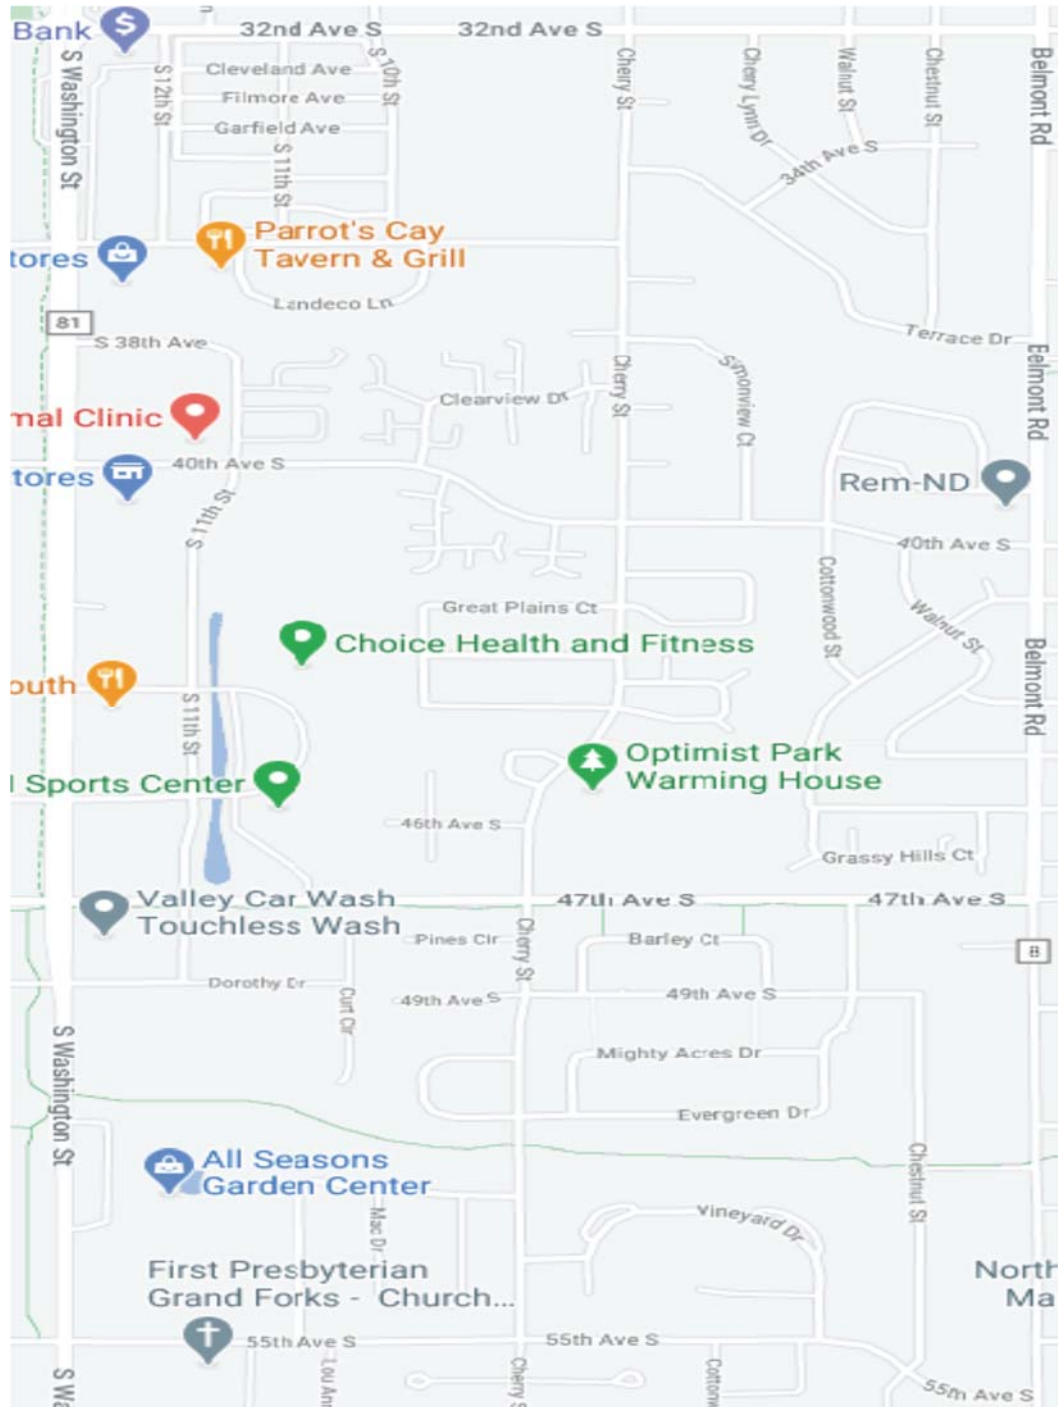 Bank
32nd Ave S
32nd Ave S
S Washington St
S 12th St
Cleveland Ave
S 10th St
Filmore Ave
Garfield Ave
S 11th St
Cherry St
Cherry Lynn Dr
Walnut St
Chestnut St
Belmont Rd
34th Ave S
Parrot's Cay
Tavern & Grill
tores
Landeco Ln
81
S 38th Ave
Terrace Dr
Belmont Rd
Cherry St
Simonview Ct
Clearview Dr
mal Clinic
40th Ave S
tores
S 11th St
Rem-ND
40th Ave S
Cottonwood St
Great Plains Ct
Walnut St
Choice Health and Fitness
Belmont Rd
outh
S 11th St
Optimist Park
Warming House
l Sports Center
46th Ave S
Grassy Hills Ct
Valley Car Wash
Touchless Wash
47th Ave S
47th Ave S
Pines Cir
Cherry St
Barley Ct
8
Dorothy Dr
Curt Cir
49th Ave S
49th Ave S
S Washington St
Mighty Acres Dr
Evergreen Dr
All Seasons
Garden Center
Chestnut St
Mac Dr
Vineyard Dr
First Presbyterian
Grand Forks - Church...
North
Ma
55th Ave S
55th Ave S
S Wa
Lou Ann
Cherry S
Cottonw
55th Ave S